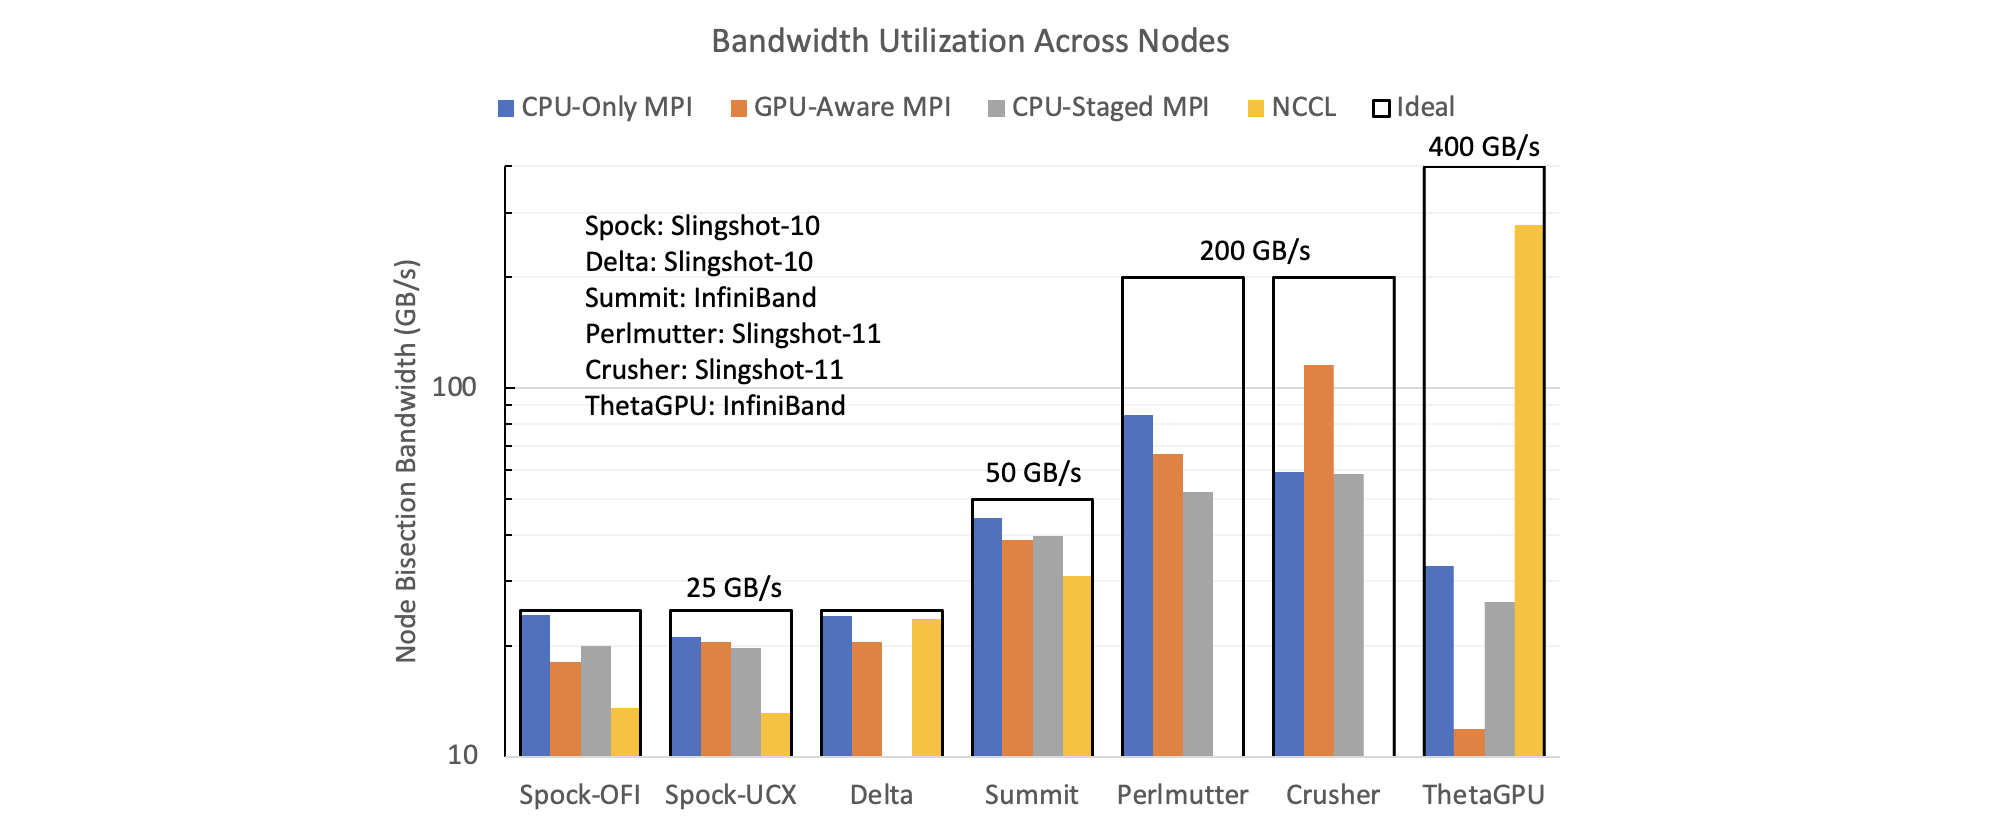 Bandwidth Utilization Across Nodes
CPU-Only MPI GPU-Aware MPI CPU-Staged MPI NCCL Ideal
400 GB/s
Spock: Slingshot-10
Delta: Slingshot-10
Summit: InfiniBand
Perlmutter: Slingshot-11
Crusher: Slingshot-11
ThetaGPU: InfiniBand
200 GB/s
50 GB/s
25 GB/s
Node Bisection Bandwidth (GB/s)
100
10
Spock-OFI Spock-UCX Delta Summit Perlmutter Crusher ThetaGPU